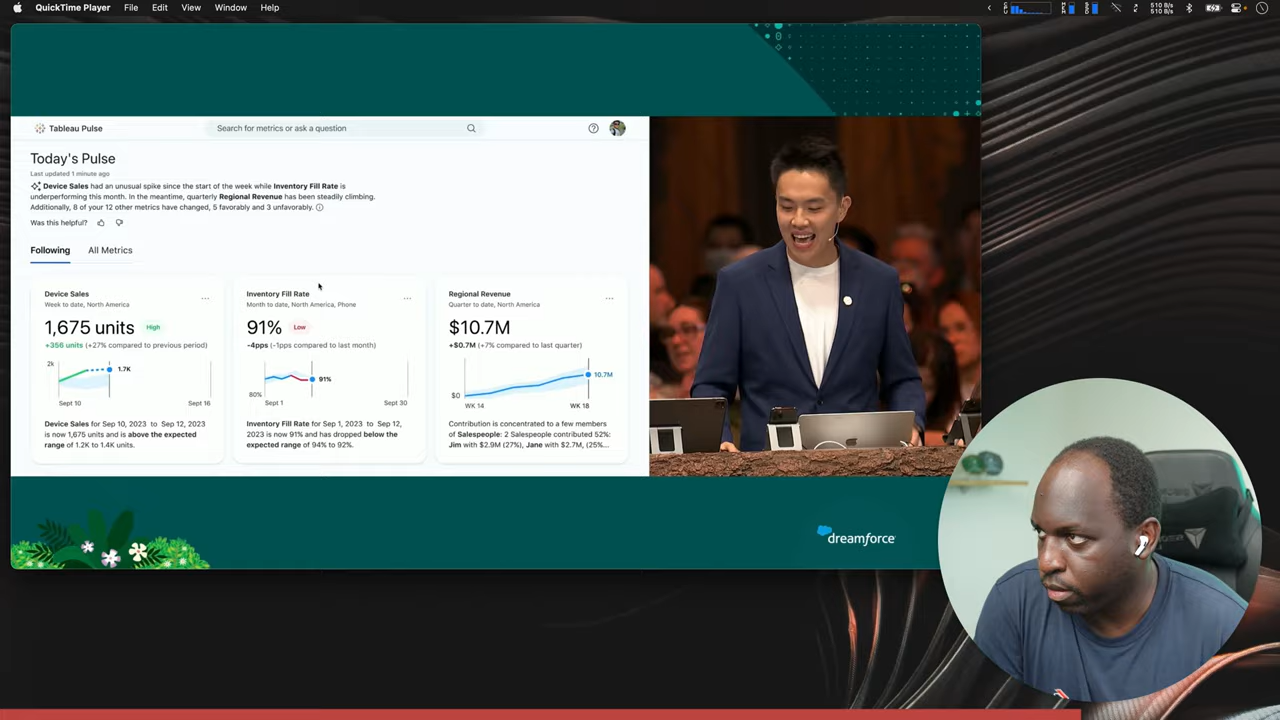 QuickTime Player File Edit View Window Help
510 B/s
510 B/s
Tableau Pulse
Search for metrics or ask a question
Today's Pulse
Last updated 1 minute ago
Device Sales had an unusual spike since the start of the week while Inventory Fill Rate is
underperforming this month. In the meantime, quarterly Regional Revenue has been steadily climbing.
Additionally, 8 of your 12 other metrics have changed, 5 favorably and 3 unfavorably.
Was this helpful?
Following All Metrics
Device Sales
Week to date, North America
1,675 units High
+356 units (+27% compared to previous period)
2k
1.7K
Sept 10 Sept 16
Device Sales for Sep 10, 2023 to Sep 12, 2023
is now 1,675 units and is above the expected
range of 1.2K to 1.4K units.
Inventory Fill Rate
Month to date, North America, Phone
91% Low
-4pps (-1pps compared to last month)
91%
80%
Sept 1 Sept 30
Inventory Fill Rate for Sep 1, 2023 to Sep 12,
2023 is now 91% and has dropped below the
expected range of 94% to 92%.
Regional Revenue
Quarter to date, North America
$10.7M
+$0.7M (+7% compared to last quarter)
10.7M
$0
WK 14 WK 18
Contribution is concentrated to a few members
of Salespeople: 2 Salespeople contributed 52%:
Jim with $2.9M (27%), Jane with $2.7M, (25%...
dreamforce